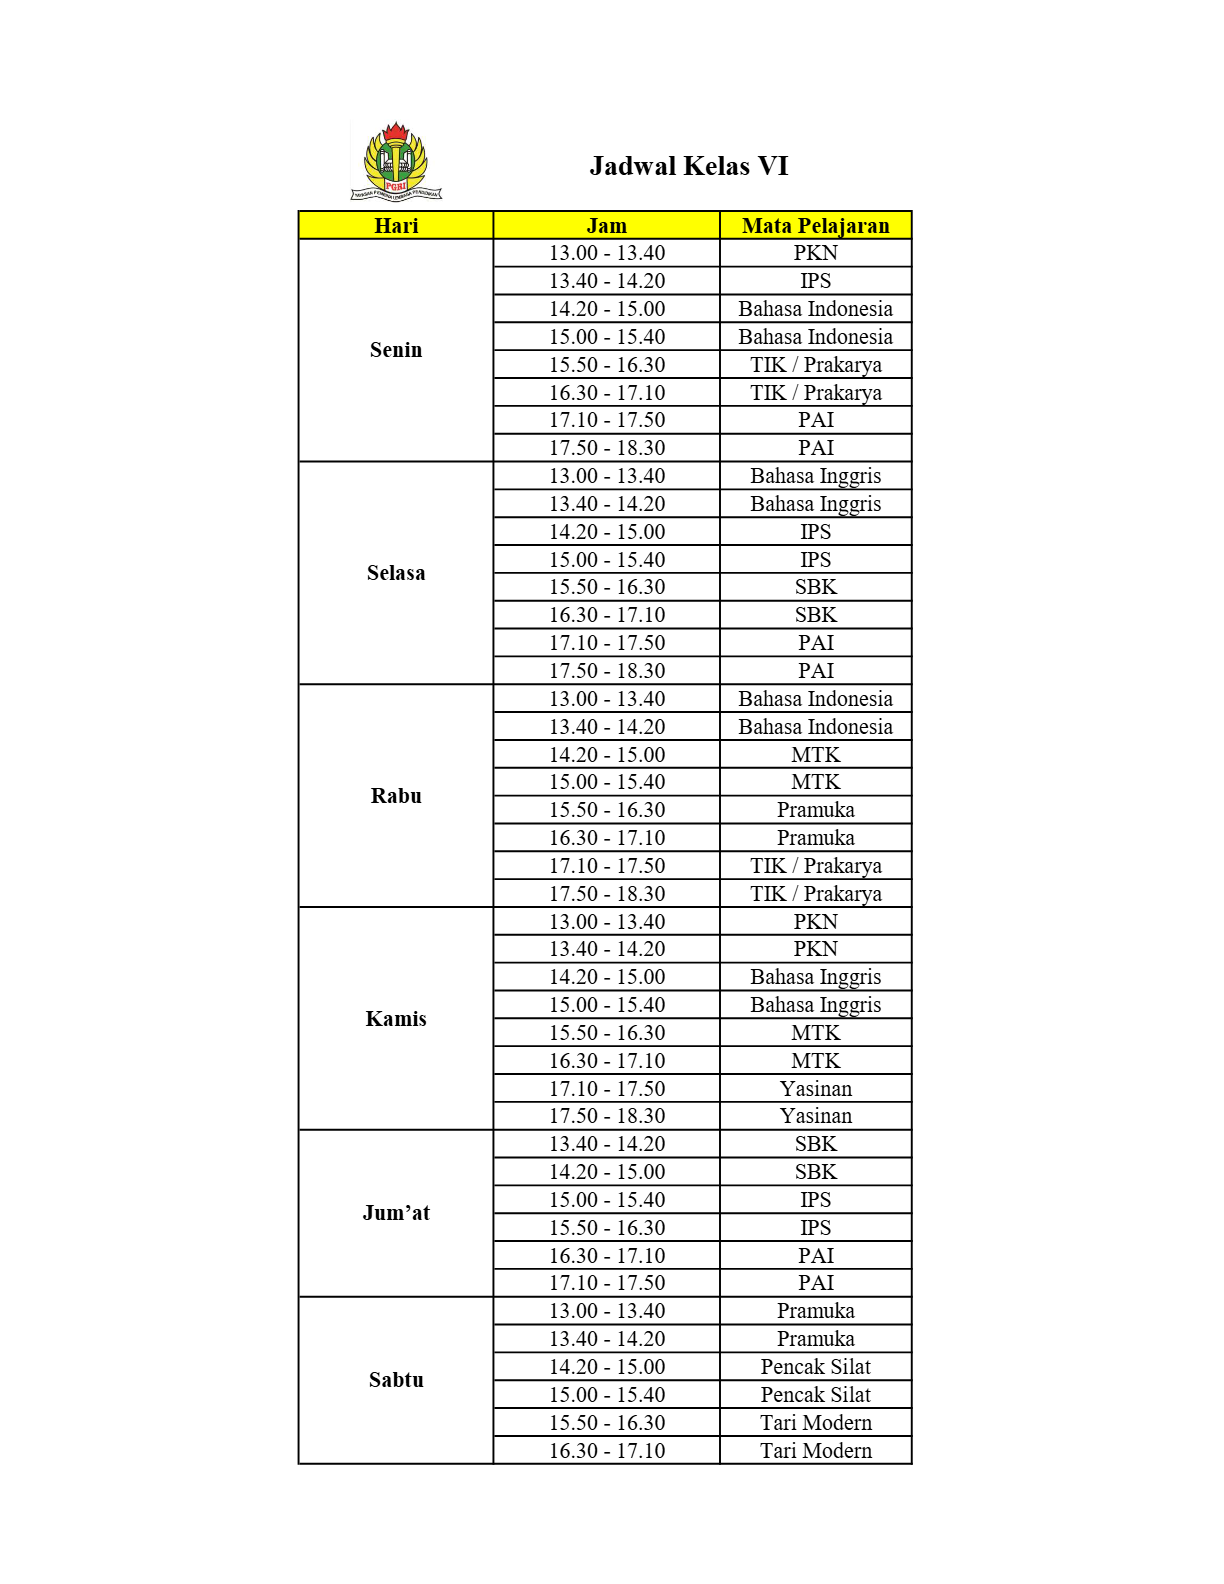 PGRI
Jadwal Kelas VI
Hari Jam Mata Pelajaran
Senin
13.00 - 13.40 PKN
13.40 - 14.20 IPS
14.20 - 15.00 Bahasa Indonesia
15.00 - 15.40 Bahasa Indonesia
15.50 - 16.30 TIK / Prakarya
16.30 - 17.10 TIK / Prakarya
17.10 - 17.50 PAI
17.50 - 18.30 PAI
Selasa
13.00 - 13.40 Bahasa Inggris
13.40 - 14.20 Bahasa Inggris
14.20 - 15.00 IPS
15.00 - 15.40 IPS
15.50 - 16.30 SBK
16.30 - 17.10 SBK
17.10 - 17.50 PAI
17.50 - 18.30 PAI
Rabu
13.00 - 13.40 Bahasa Indonesia
13.40 - 14.20 Bahasa Indonesia
14.20 - 15.00 MTK
15.00 - 15.40 MTK
15.50 - 16.30 Pramuka
16.30 - 17.10 Pramuka
17.10 - 17.50 TIK / Prakarya
17.50 - 18.30 TIK / Prakarya
Kamis
13.00 - 13.40 PKN
13.40 - 14.20 PKN
14.20 - 15.00 Bahasa Inggris
15.00 - 15.40 Bahasa Inggris
15.50 - 16.30 MTK
16.30 - 17.10 MTK
17.10 - 17.50 Yasinan
17.50 - 18.30 Yasinan
Jum’at
13.40 - 14.20 SBK
14.20 - 15.00 SBK
15.00 - 15.40 IPS
15.50 - 16.30 IPS
16.30 - 17.10 PAI
17.10 - 17.50 PAI
Sabtu
13.00 - 13.40 Pramuka
13.40 - 14.20 Pramuka
14.20 - 15.00 Pencak Silat
15.00 - 15.40 Pencak Silat
15.50 - 16.30 Tari Modern
16.30 - 17.10 Tari Modern